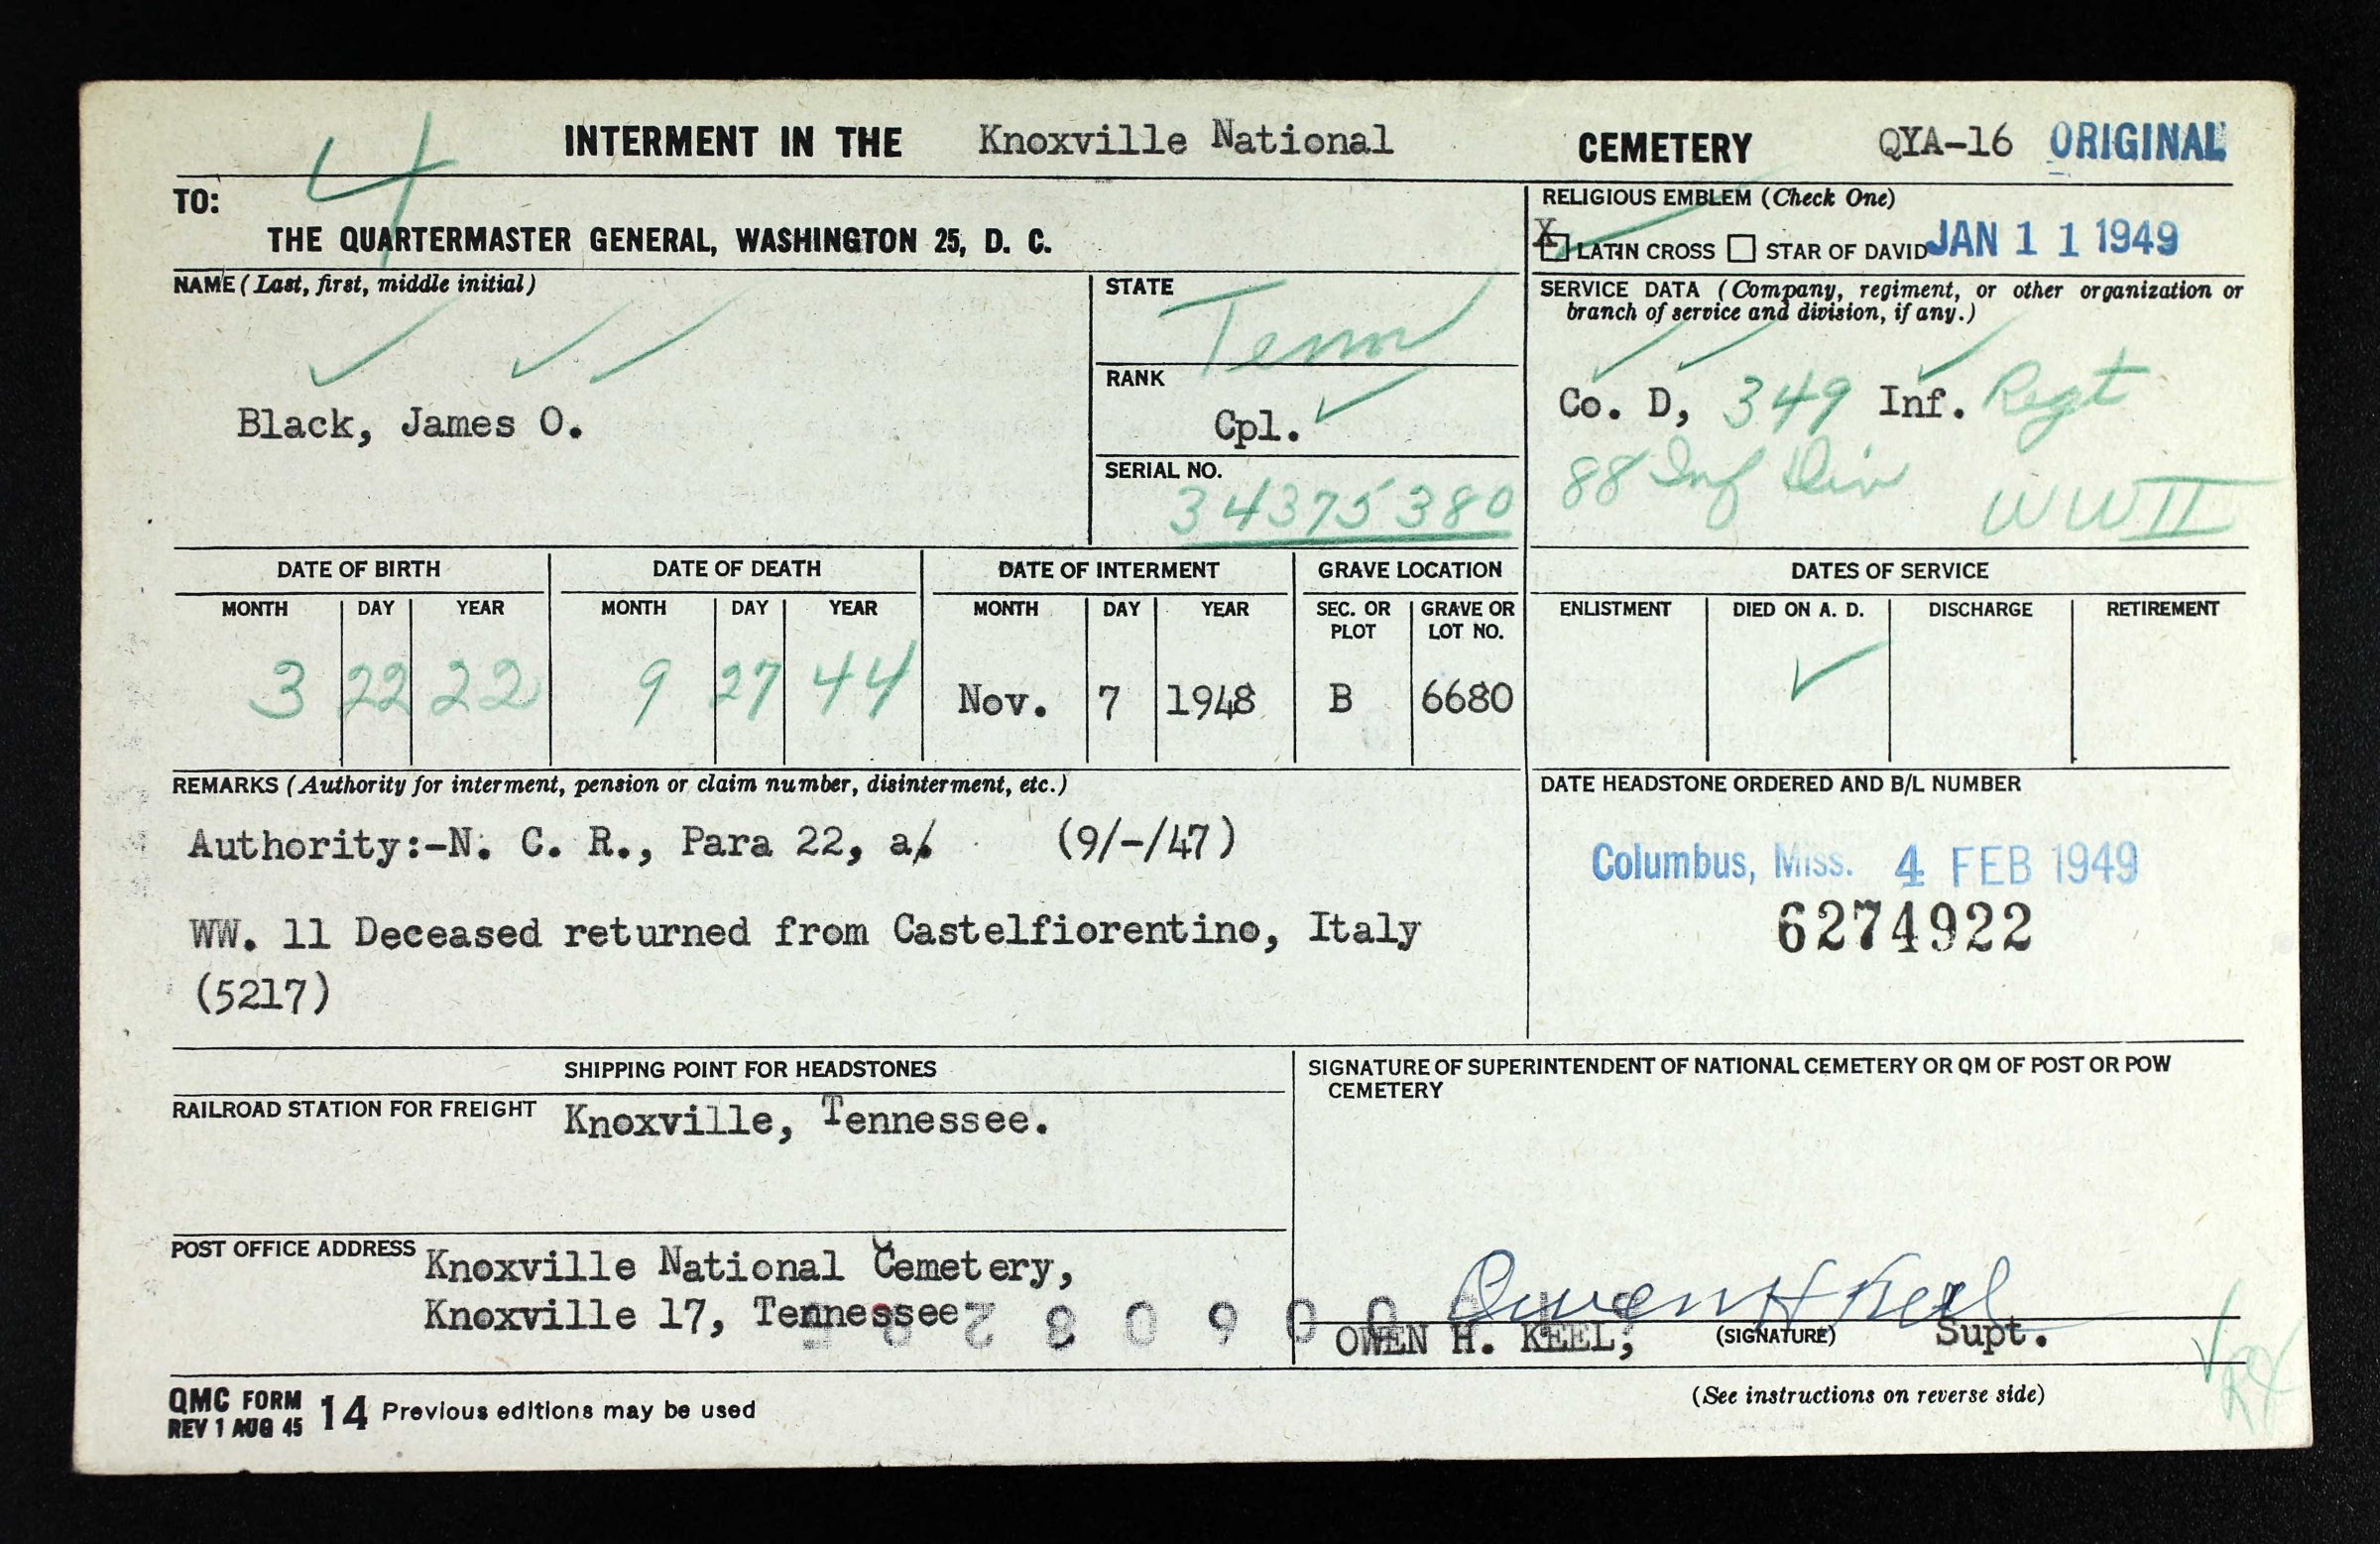 4
INTERMENT IN THE Knoxville National CEMETERY QYA-16 ORIGINAL
TO:
THE QUARTERMASTER GENERAL, WASHINGTON 25, D. C.
RELIGIOUS EMBLEM (Check One)
X LATIN CROSS STAR OF DAVID JAN 11 1949
NAME (Last, first, middle initial)
Black, James O.
STATE
Tenn
RANK
Cpl.
SERIAL NO.
34375380
SERVICE DATA (Company, regiment, or other organization or
branch of service and division, if any.)
Co. D, 349 Inf. Regt
88 Inf Div
WW II
DATE OF BIRTH DATE OF DEATH DATE OF INTERMENT GRAVE LOCATION DATES OF SERVICE
MONTH DAY YEAR MONTH DAY YEAR MONTH DAY YEAR SEC. OR PLOT GRAVE OR LOT NO. ENLISTMENT DIED ON A. D. DISCHARGE RETIREMENT
3 22 22 9 27 44 Nov. 7 1948 B 6680 ✓
REMARKS (Authority for interment, pension or claim number, disinterment, etc.)
Authority:-N. C. R., Para 22, a. (9/-/47)
WW. 11 Deceased returned from Castelfiorentino, Italy
(5217)
DATE HEADSTONE ORDERED AND B/L NUMBER
Columbus, Miss. 4 FEB 1949
6274922
SHIPPING POINT FOR HEADSTONES
RAILROAD STATION FOR FREIGHT Knoxville, Tennessee.
POST OFFICE ADDRESS Knoxville National Cemetery,
Knoxville 17, Tennessee
SIGNATURE OF SUPERINTENDENT OF NATIONAL CEMETERY OR QM OF POST OR POW
CEMETERY
Owen H Keel
OWEN H. KEEL, (SIGNATURE) Supt.
QMC FORM
REV 1 AUG 45 14 Previous editions may be used
(See instructions on reverse side)